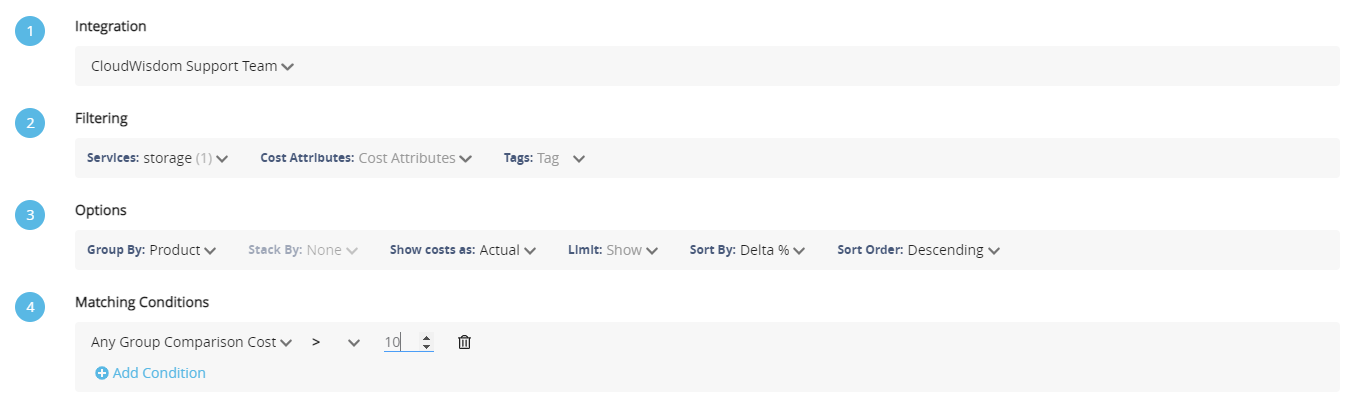 1 Integration
CloudWisdom Support Team
2 Filtering
Services: storage (1) Cost Attributes: Cost Attributes Tags: Tag
3 Options
Group By: Product Stack By: None Show costs as: Actual Limit: Show Sort By: Delta % Sort Order: Descending
4 Matching Conditions
Any Group Comparison Cost > 10
Add Condition